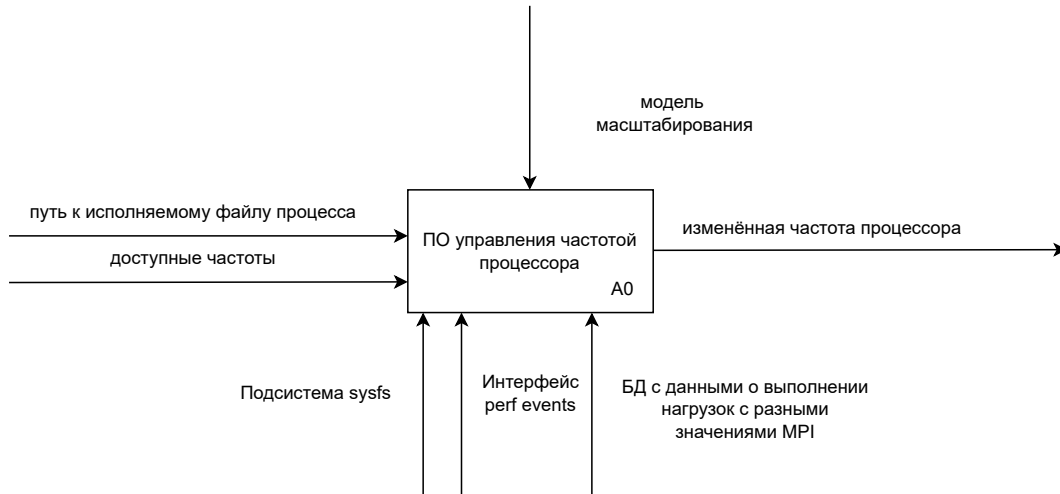 модель
масштабирования
путь к исполняемому файлу процесса
доступные частоты
ПО управления частотой
процессора
A0
изменённая частота процессора
Подсистема sysfs
Интерфейс
perf events
БД с данными о выполнении
нагрузок с разными
значениями MPI